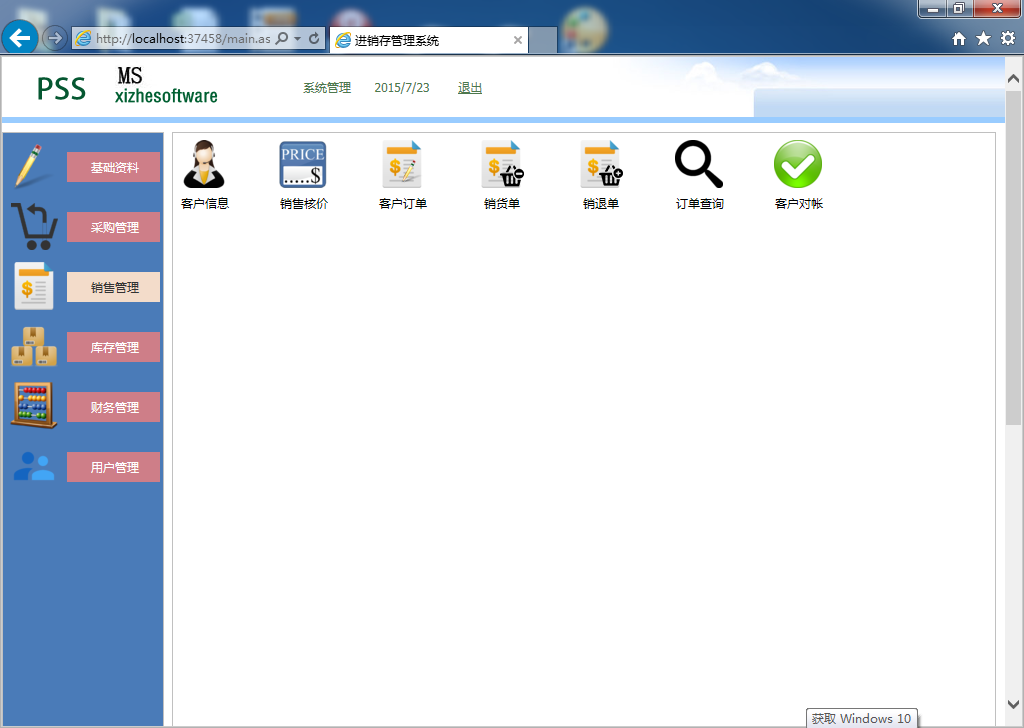 http://localhost:37458/main.as
进销存管理系统
PSS
MS
xizhesoftware
系统管理 2015/7/23 退出
基础资料
采购管理
销售管理
库存管理
财务管理
用户管理
PRICE
.....$
客户信息 销售核价 客户订单 销货单 销退单 订单查询 客户对帐
获取 Windows 10